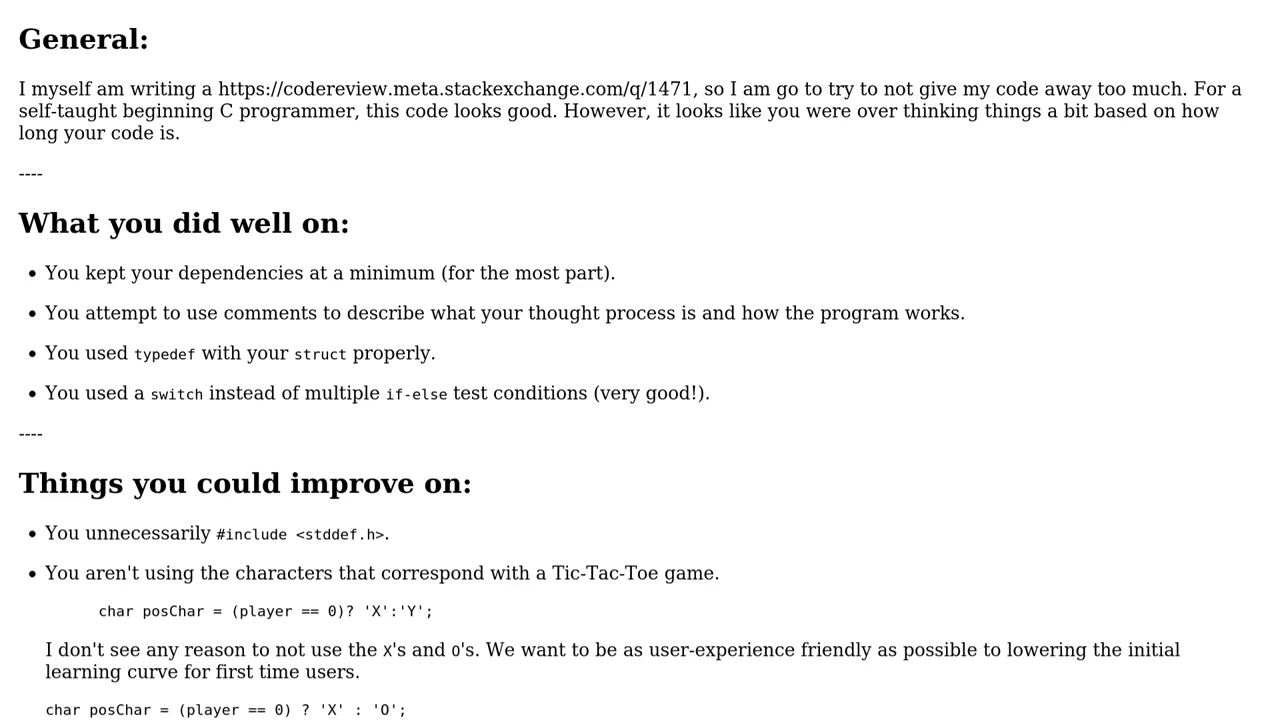 General:
I myself am writing a https://codereview.meta.stackexchange.com/q/1471, so I am go to try to not give my code away too much. For a
self-taught beginning C programmer, this code looks good. However, it looks like you were over thinking things a bit based on how
long your code is.
----
What you did well on:
• You kept your dependencies at a minimum (for the most part).
• You attempt to use comments to describe what your thought process is and how the program works.
• You used typedef with your struct properly.
• You used a switch instead of multiple if-else test conditions (very good!).
----
Things you could improve on:
• You unnecessarily #include <stddef.h>.
• You aren't using the characters that correspond with a Tic-Tac-Toe game.
char posChar = (player == 0)? 'X':'Y';
I don't see any reason to not use the X's and O's. We want to be as user-experience friendly as possible to lowering the initial
learning curve for first time users.
char posChar = (player == 0) ? 'X' : 'O';